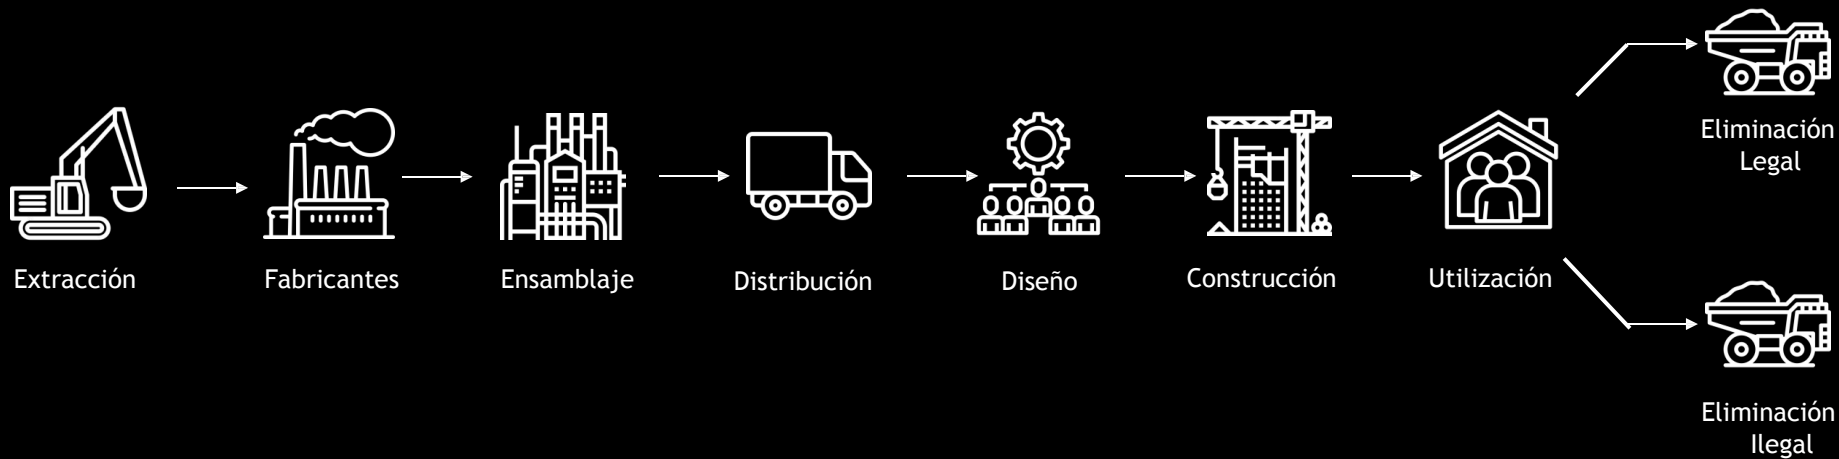 Extracción
Fabricantes
Ensamblaje
Distribución
Diseño
Construcción
Utilización
Eliminación
Legal
Eliminación
Ilegal